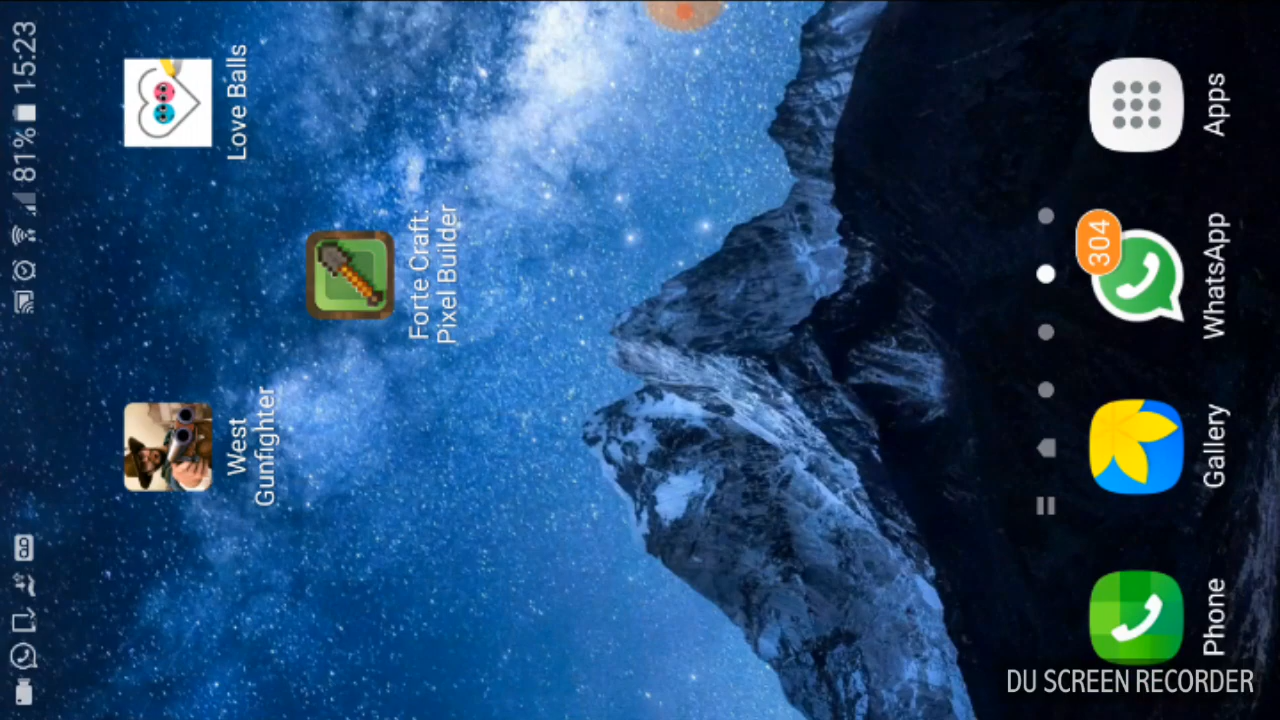 81% 15:23
West
Gunfighter
Love Balls
Forte Craft:
Pixel Builder
304
Phone
Gallery
WhatsApp
Apps
DU SCREEN RECORDER